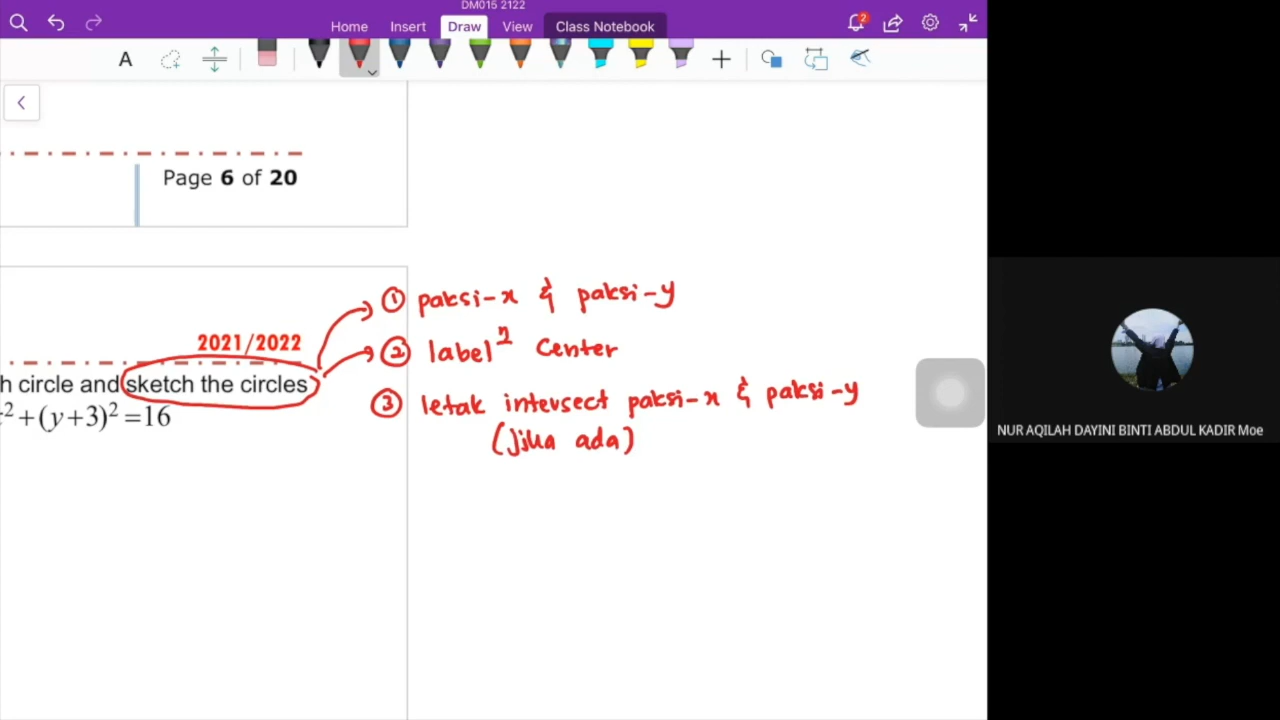 DM015 2122
Home Insert Draw View Class Notebook
2
A
Page 6 of 20
2021/2022
h circle and sketch the circles
2 +(y+3)2 =16
① paksi-x & paksi-y
② label2 center
③ letak intersect paksi-x & paksi-y
(jika ada)
NUR AQILAH DAYINI BINTI ABDUL KADIR Moe